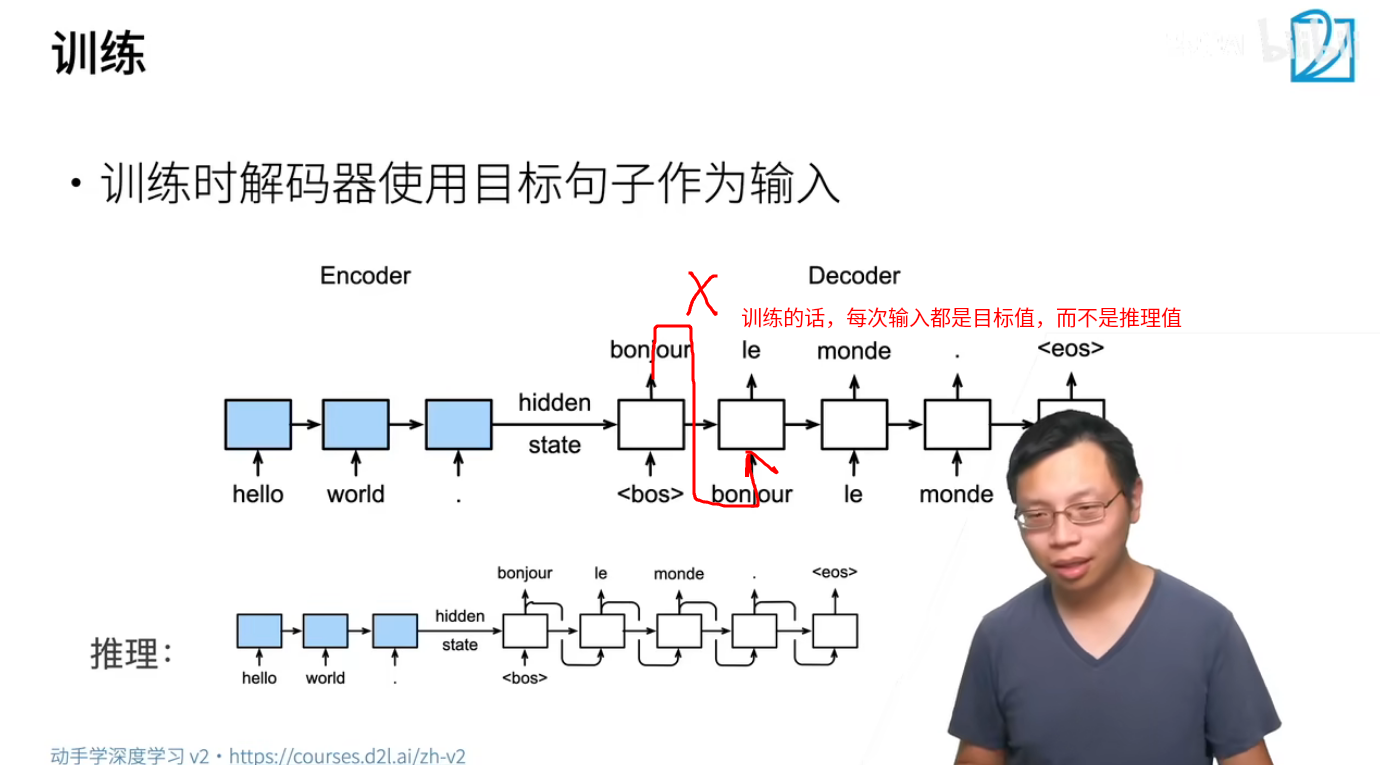 训练
bilibili
• 训练时解码器使用目标句子作为输入
Encoder
Decoder
X
训练的话，每次输入都是目标值，而不是推理值
bonjour le monde . <eos>
hidden
state
hello world . <bos> bonjour le monde
bonjour le monde . <eos>
hidden
推理：
state
hello world . <bos>
动手学深度学习 v2 • https://courses.d2l.ai/zh-v2